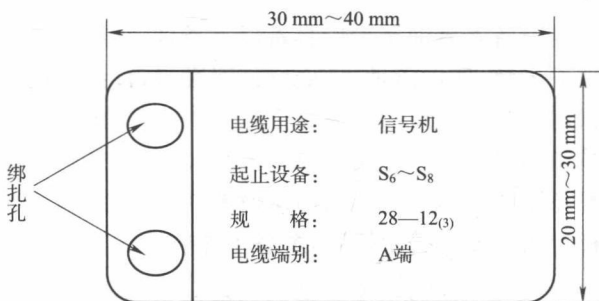 30 mm～40 mm
电缆用途： 信号机
起止设备： S₆～S₈
规 格： 28—12₍₃₎
电缆端别： A端
绑扎孔
20 mm～30 mm